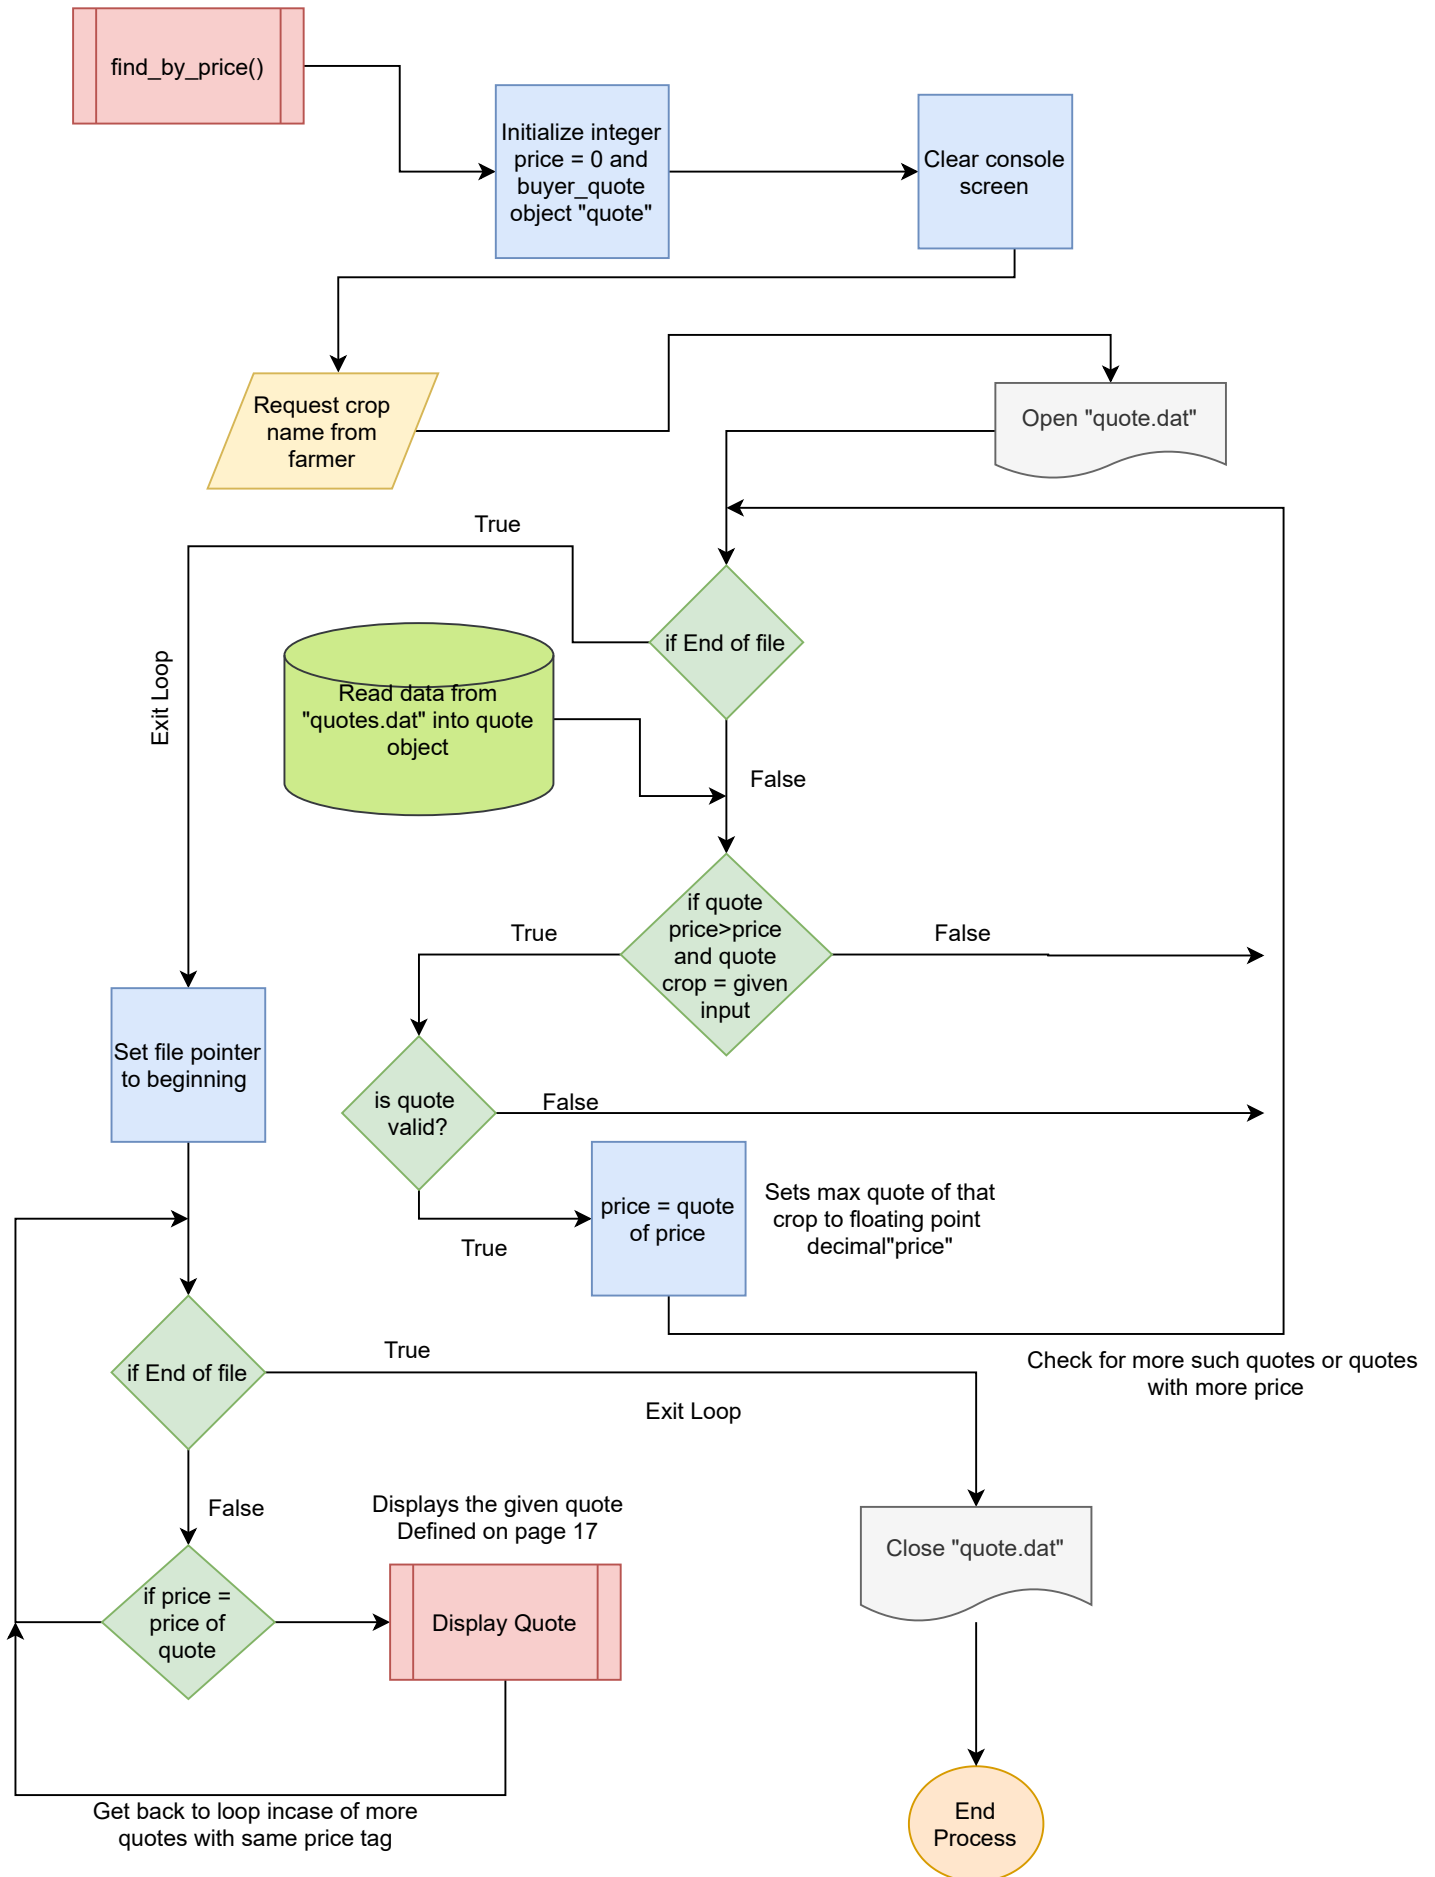 find_by_price()
Initialize integer
price = 0 and
buyer_quote
object "quote"
Clear console
screen
Request crop
name from
farmer
Open "quote.dat"
True
if End of file
Exit Loop
Read data from
"quotes.dat" into quote
object
False
if quote
price>price
and quote
crop = given
input
True
False
Set file pointer
to beginning
is quote
valid?
False
price = quote
of price
Sets max quote of that
crop to floating point
decimal"price"
True
if End of file
True
Exit Loop
Check for more such quotes or quotes
with more price
False
Displays the given quote
Defined on page 17
if price =
price of
quote
Display Quote
Close "quote.dat"
Get back to loop incase of more
quotes with same price tag
End
Process